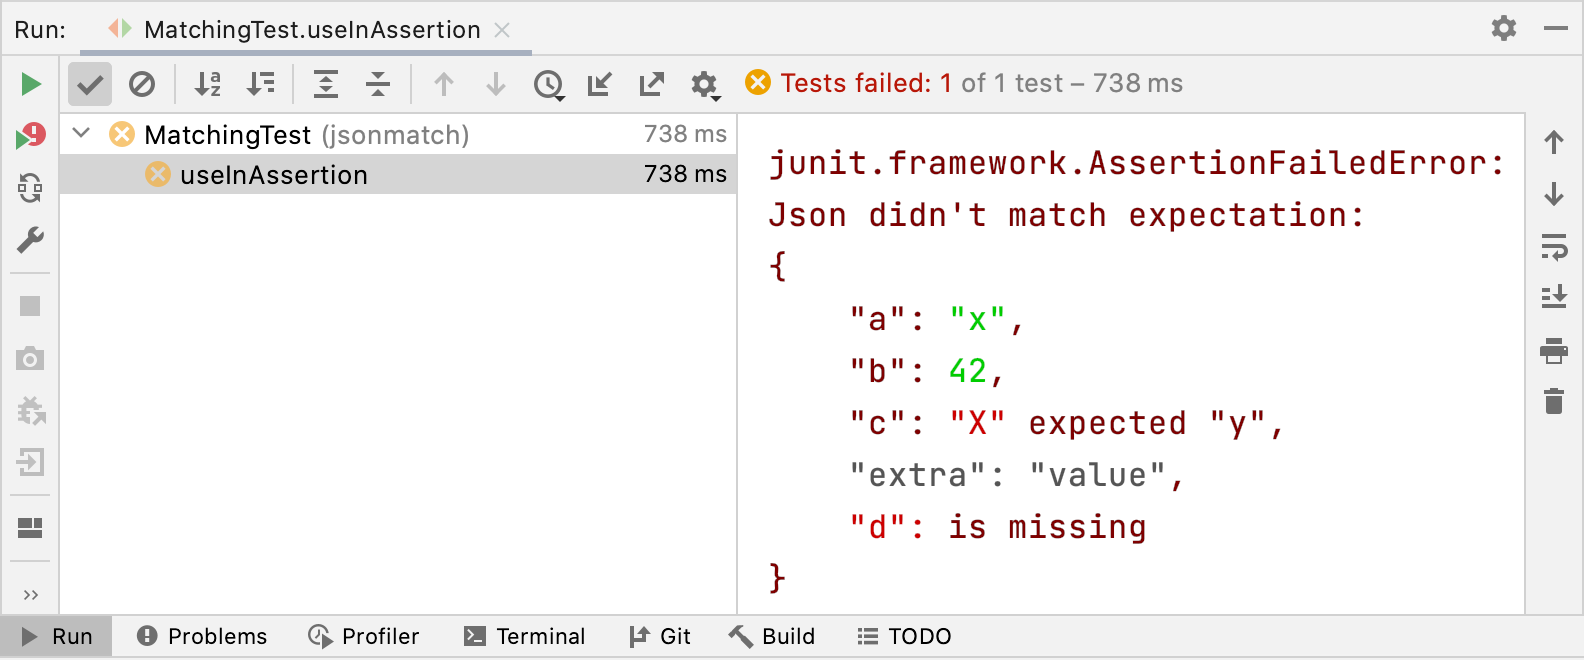 Run: MatchingTest.useInAssertion
Tests failed: 1 of 1 test – 738 ms
MatchingTest (jsonmatch) 738 ms
useInAssertion 738 ms
junit.framework.AssertionFailedError:
Json didn't match expectation:
{
    "a": "x",
    "b": 42,
    "c": "X" expected "y",
    "extra": "value",
    "d": is missing
}
Run Problems Profiler Terminal Git Build TODO